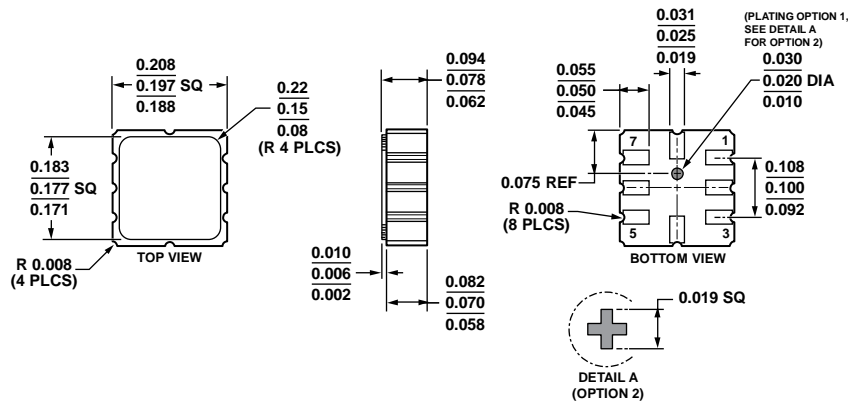 0.208
0.197 SQ
0.188
0.22
0.15
0.08
(R 4 PLCS)
0.183
0.177 SQ
0.171
R 0.008
(4 PLCS)
TOP VIEW
0.094
0.078
0.062
0.010
0.006
0.002
0.082
0.070
0.058
0.031
0.025
0.019
(PLATING OPTION 1,
SEE DETAIL A
FOR OPTION 2)
0.030
0.020 DIA
0.010
0.055
0.050
0.045
7
1
0.075 REF
0.108
0.100
0.092
R 0.008
(8 PLCS)
5
3
BOTTOM VIEW
0.019 SQ
DETAIL A
(OPTION 2)